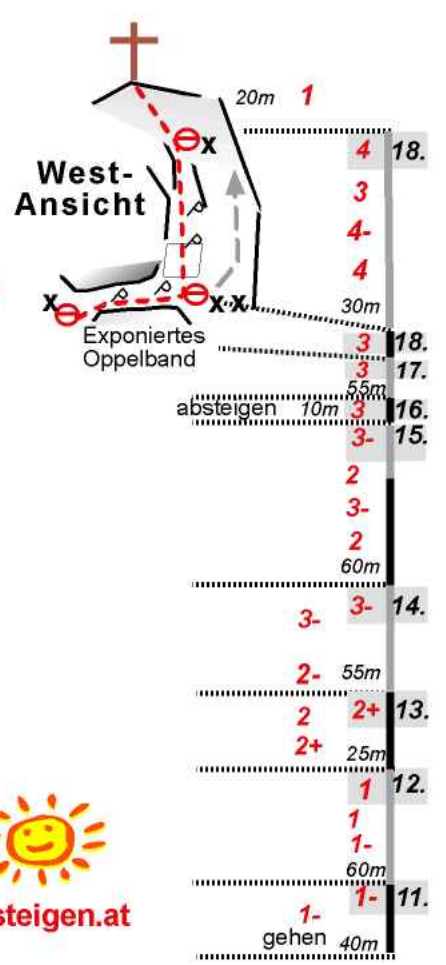 20m 1
4 18.
West-
Ansicht
x
3
4-
4
30m
x
x x
Exponiertes
Oppelband
3 18.
3 17.
55m
absteigen 10m 3 16.
3- 15.
2
3-
2
60m
3- 14.
3-
2- 55m
2+ 13.
2
2+
25m
1 12.
1
1-
60m
1- 11.
1-
gehen 40m
steigen.at